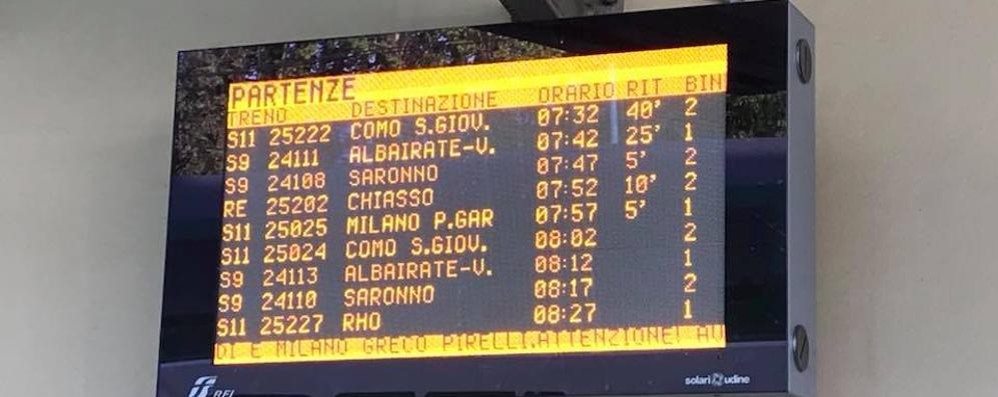 PARTENZE
TRENO DESTINAZIONE ORARIO RIT BIN
S11 25222 COMO S.GIOV. 07:32 40' 2
S9 24111 ALBAIRATE-V. 07:42 25' 1
S9 24108 SARONNO 07:47 5' 2
RE 25202 CHIASSO 07:52 10' 2
S11 25025 MILANO P.GAR 07:57 5' 1
S11 25024 COMO S.GIOV. 08:02 2
S9 24113 ALBAIRATE-V. 08:12 1
S9 24110 SARONNO 08:17 2
S11 25227 RHO 08:27 1
DI E MILANO GRECO PIRELLI.ATTENZIONE! AU
RFI solari udine